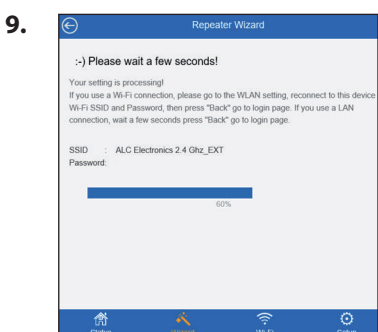 9.
Repeater Wizard
:-) Please wait a few seconds!
Your setting is processing!
If you use a Wi-Fi connection, please go to the WLAN setting, reconnect to this device
Wi-Fi SSID and Password, then press "Back" go to login page. If you use a LAN
connection, wait a few seconds press "Back" go to login page.
SSID : ALC Electronics 2.4 Ghz_EXT
Password:
60%
Status Wizard Wi-Fi Setup